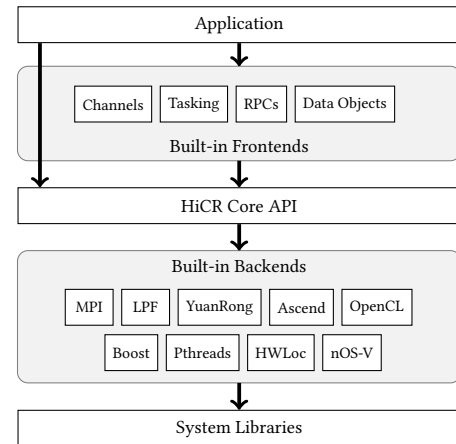 Application
Channels Tasking RPCs Data Objects
Built-in Frontends
HiCR Core API
Built-in Backends
MPI LPF YuanRong Ascend OpenCL
Boost Pthreads HWLoc nOS-V
System Libraries